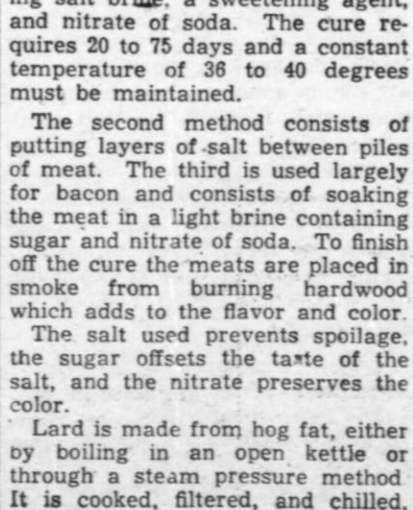 ing salt brine, a sweetening agent,
and nitrate of soda. The cure re-
quires 20 to 75 days and a constant
temperature of 36 to 40 degrees
must be maintained.
The second method consists of
putting layers of salt between piles
of meat. The third is used largely
for bacon and consists of soaking
the meat in a light brine containing
sugar and nitrate of soda. To finish
off the cure the meats are placed in
smoke from burning hardwood
which adds to the flavor and color.
The salt used prevents spoilage,
the sugar offsets the taste of the
salt, and the nitrate preserves the
color.
Lard is made from hog fat, either
by boiling in an open kettle or
through a steam pressure method
It is cooked, filtered, and chilled.